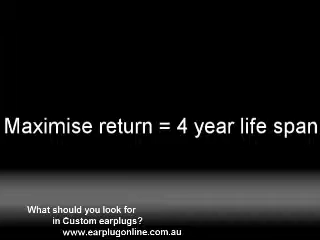 Maximise return = 4 year life span
What should you look for
in Custom earplugs?
www.earplugonline.com.au